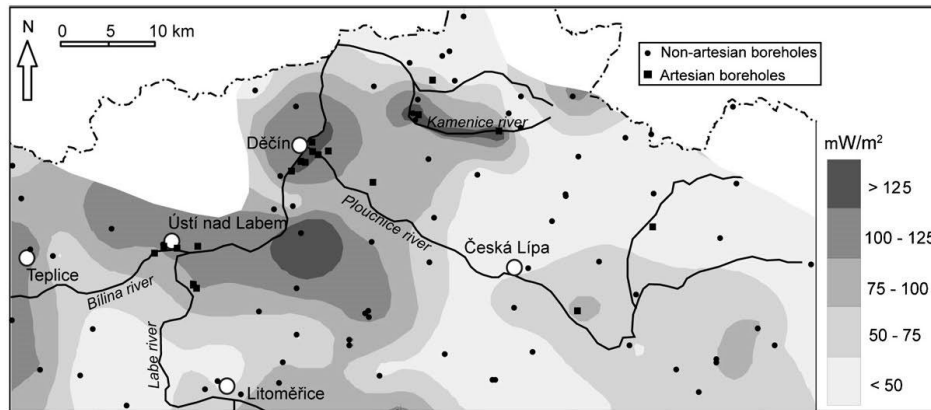 N
0 5 10 km
Non-artesian boreholes
Artesian boreholes
Kamenice river
Děčín
mW/m²
> 125
Ploucnice river
Ústí nad Labem
100 - 125
Česká Lípa
Teplice
75 - 100
Bílina river
50 - 75
Labe river
Litoměřice
< 50